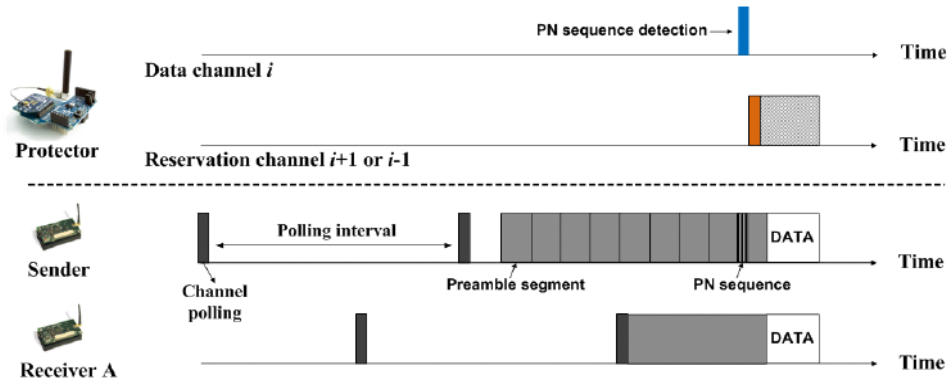 PN sequence detection
Time
Data channel i
Protector
Time
Reservation channel i+1 or i-1
Polling interval
DATA
Sender
Time
Channel
polling
Preamble segment
PN sequence
DATA
Receiver A
Time